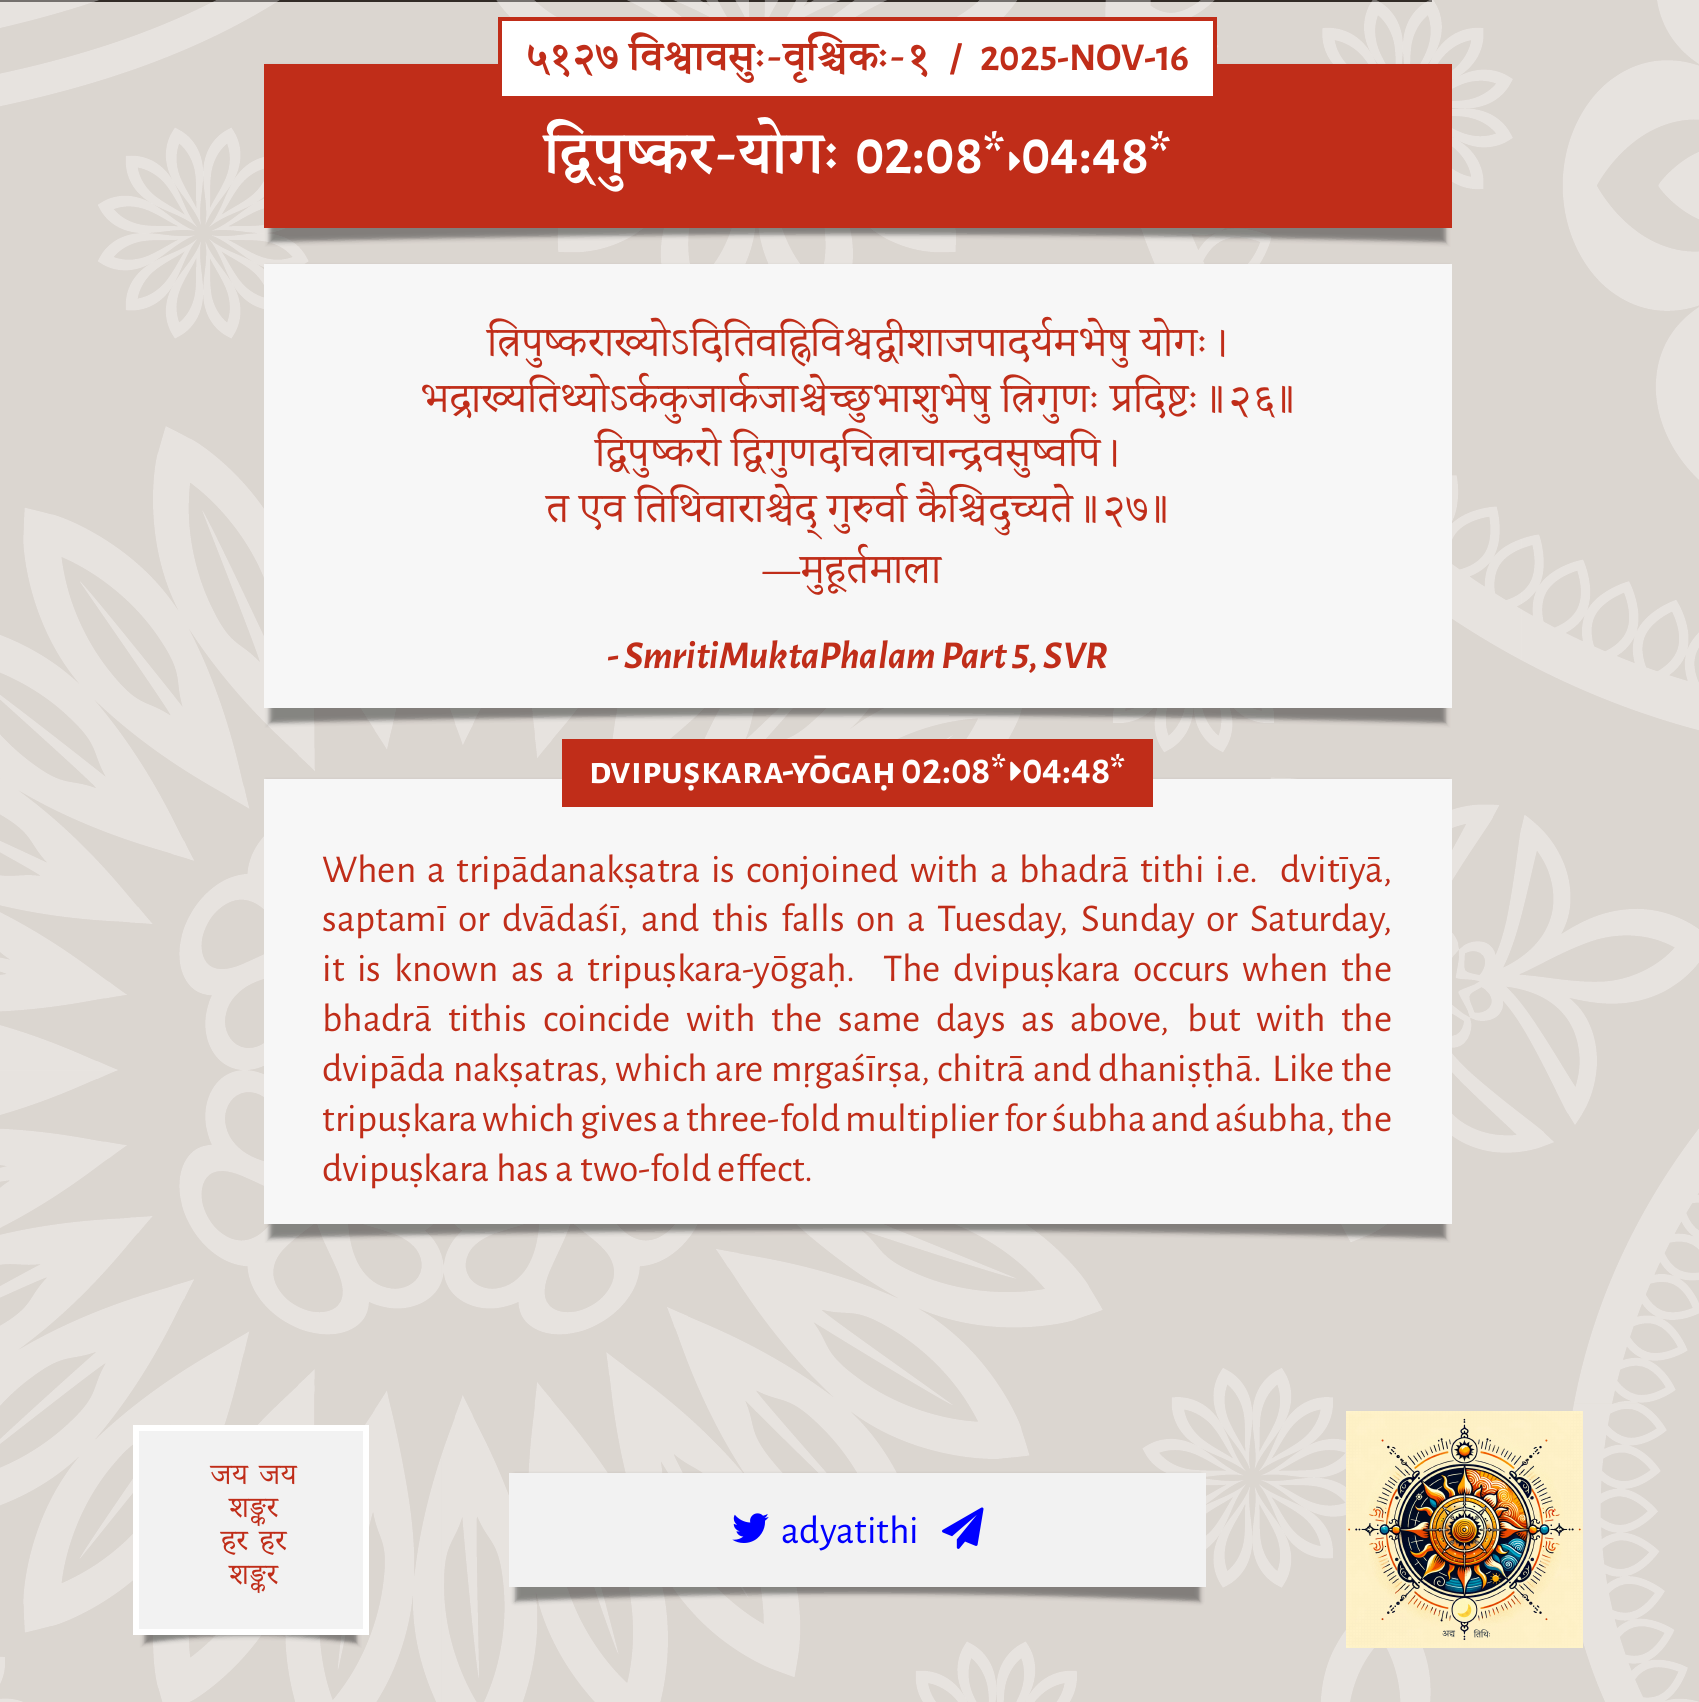 ५१२७ विश्वावसुः-वृश्चिकः-१ / 2025-NOV-16
द्विपुष्कर-योगः 02:08*▸04:48*
त्रिपुष्कराख्योऽदितिवह्निविश्वद्वीशाजपादर्यमभेषु योगः।
भद्राख्यतिथ्योऽर्ककुजार्कजाश्चेच्छुभाशुभेषु त्रिगुणः प्रदिष्टः॥२६॥
द्विपुष्करो द्विगुणदचित्राचान्द्रवसुष्वपि।
त एव तिथिवाराश्चेद् गुरुर्वा कैश्चिदुच्यते॥२७॥
—मुहूर्तमाला
- SmritiMuktaPhalam Part 5, SVR
DVIPUṢKARA-YŌGAḤ 02:08*▸04:48*
When a tripādanakṣatra is conjoined with a bhadrā tithi i.e. dvitīyā,
saptamī or dvādaśī, and this falls on a Tuesday, Sunday or Saturday,
it is known as a tripuṣkara-yōgaḥ. The dvipuṣkara occurs when the
bhadrā tithis coincide with the same days as above, but with the
dvipāda nakṣatras, which are mṛgaśīrṣa, chitrā and dhaniṣṭhā. Like the
tripuṣkara which gives a three-fold multiplier for śubha and aśubha, the
dvipuṣkara has a two-fold effect.
जय जय
शङ्कर
हर हर
शङ्कर
adyatithi
अद्य तिथिः